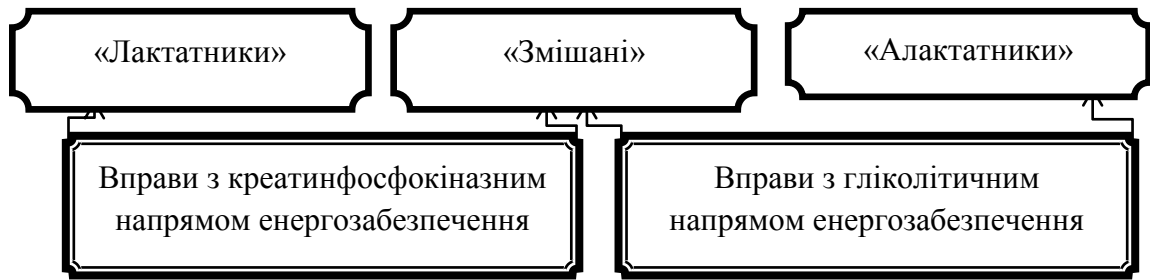 «Лактатники»
«Змішані»
«Алактатники»
Вправи з креатинфосфокіназним
напрямом енергозабезпечення
Вправи з гліколітичним
напрямом енергозабезпечення